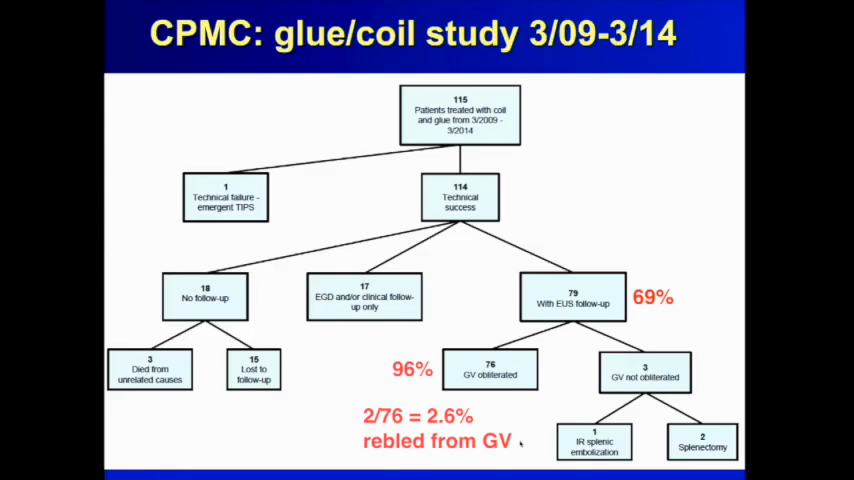 CPMC: glue/coil study 3/09-3/14
115
Patients treated with coil
and glue from 3/2009 -
3/2014
1
Technical failure -
emergent TIPS
114
Technical
success
18
No follow-up
17
EGD and/or clinical follow-
up only
79
With EUS follow-up
69%
3
Died from
unrelated causes
15
Lost to
follow-up
96%
76
GV obliterated
3
GV not obliterated
2/76 = 2.6%
rebled from GV
1
IR splenic
embolization
2
Splenectomy